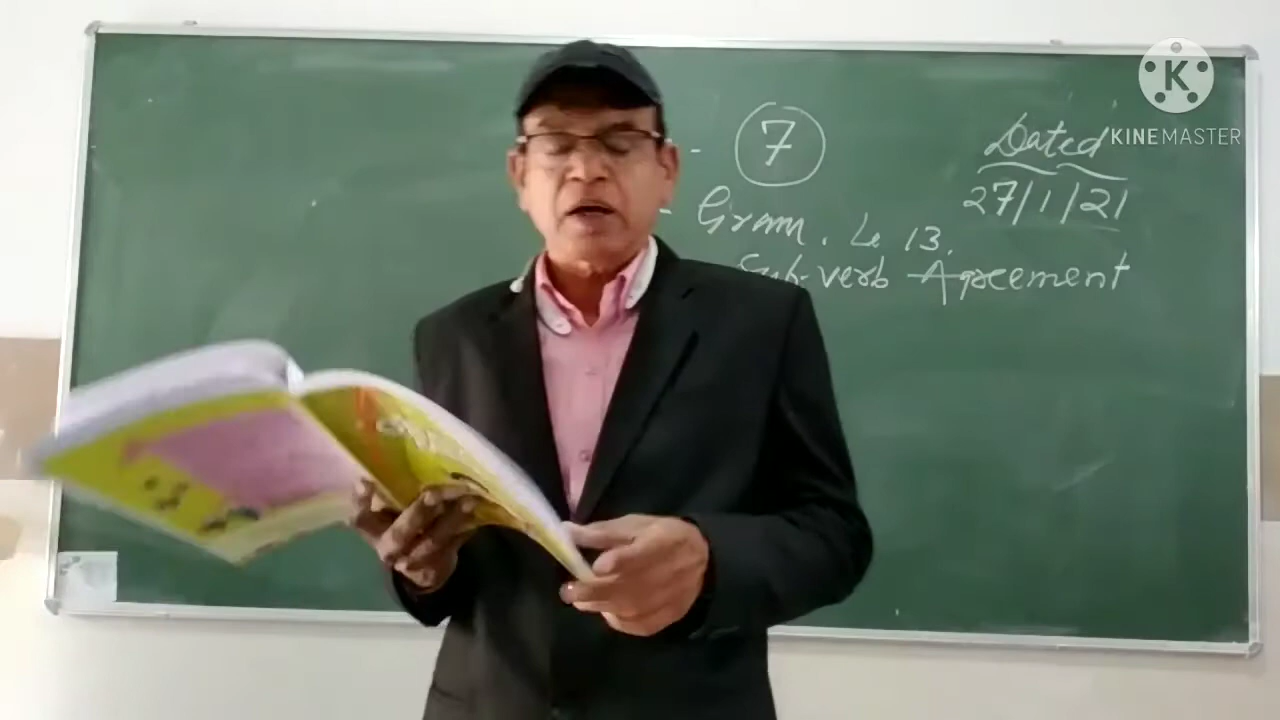 - 7
Dated
27/1/21
- Gram. Le 13.
Sub-verb Agreement
K
KINEMASTER